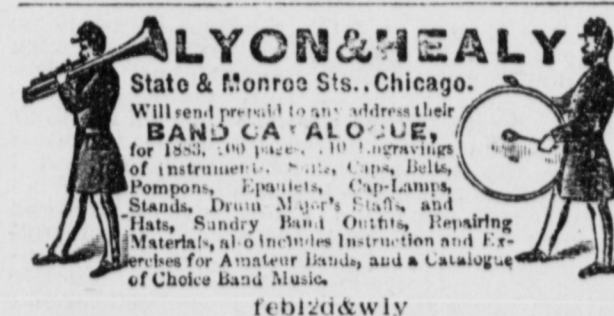 LYON & HEALY
State & Monroe Sts., Chicago.
Will send prepaid to any address their
BAND CATALOGUE,
for 1883, 200 pages, 210 Engravings
of instruments, Suits, Caps, Belts,
Pompons, Epaulets, Cap-Lamps,
Stands, Drum Major's Staffs, and
Hats, Sundry Band Outfits, Repairing
Materials, also includes Instruction and Ex-
ercises for Amateur Bands, and a Catalogue
of Choice Band Music.
feb12d&wly